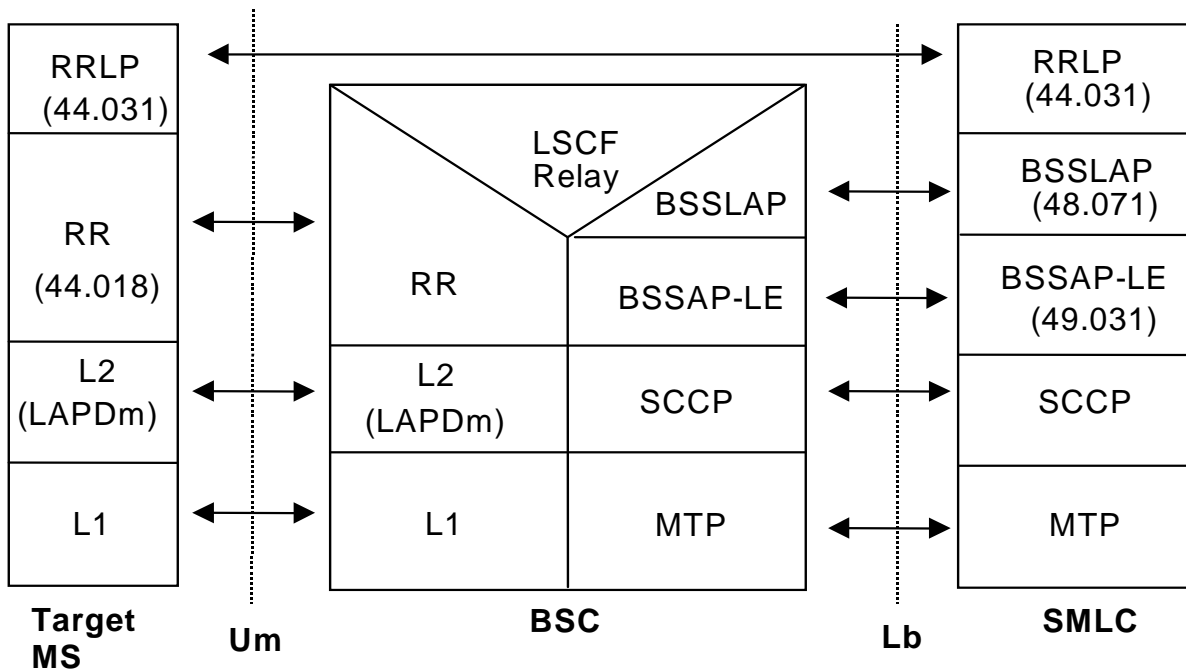 RRLP
(44.031)
RR
(44.018)
L2
(LAPDm)
L1
Target
MS
Um
LSCF
Relay
BSSLAP
RR
BSSAP-LE
L2
(LAPDm)
SCCP
L1
MTP
BSC
Lb
RRLP
(44.031)
BSSLAP
(48.071)
BSSAP-LE
(49.031)
SCCP
MTP
SMLC